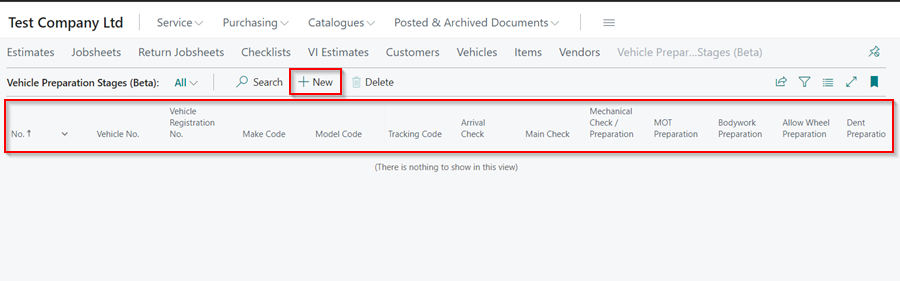 Test Company Ltd Service Purchasing Catalogues Posted & Archived Documents
Estimates Jobsheets Return Jobsheets Checklists VI Estimates Customers Vehicles Items Vendors Vehicle Prepar...Stages (Beta)
Vehicle Preparation Stages (Beta): All Search New Delete
No. ↑
Vehicle No.
Vehicle
Registration
No.
Make Code
Model Code
Tracking Code
Arrival
Check
Main Check
Mechanical
Check /
Preparation
MOT
Preparation
Bodywork
Preparation
Allow Wheel
Preparation
Dent
Preparatio
(There is nothing to show in this view)